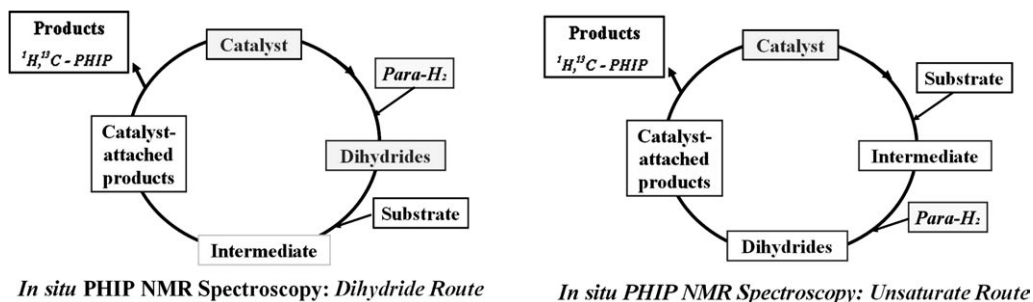 Products
¹H,¹³C - PHIP
Catalyst
Para-H₂
Dihydrides
Substrate
Intermediate
Catalyst-
attached
products
In situ PHIP NMR Spectroscopy: Dihydride Route
Products
¹H,¹³C - PHIP
Catalyst
Substrate
Intermediate
Para-H₂
Dihydrides
Catalyst-
attached
products
In situ PHIP NMR Spectroscopy: Unsaturate Route